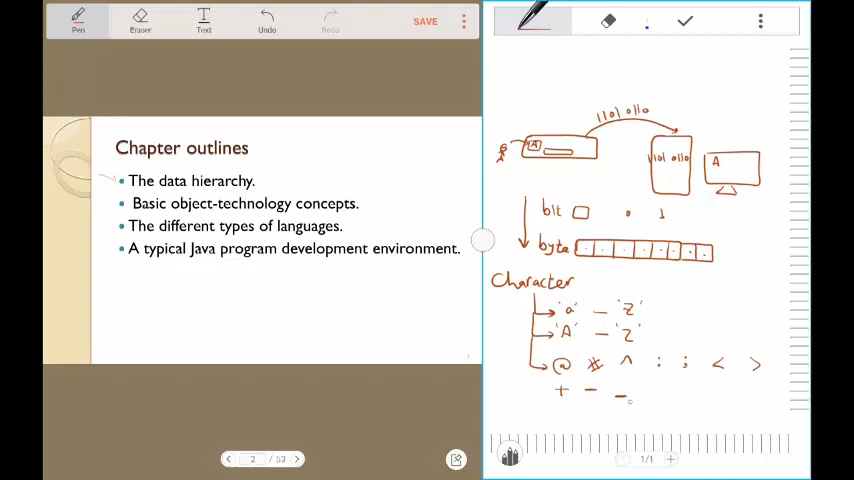 Pen Eraser Text Undo Redo SAVE
Chapter outlines
• The data hierarchy.
• Basic object-technology concepts.
• The different types of languages.
• A typical Java program development environment.
1
2 / 53
1101 0110
A
1101 0110
A
bit 0 1
byte
Character
'a' — 'z'
'A' — 'Z'
@ * ^ : ; < >
+ - _
1/1